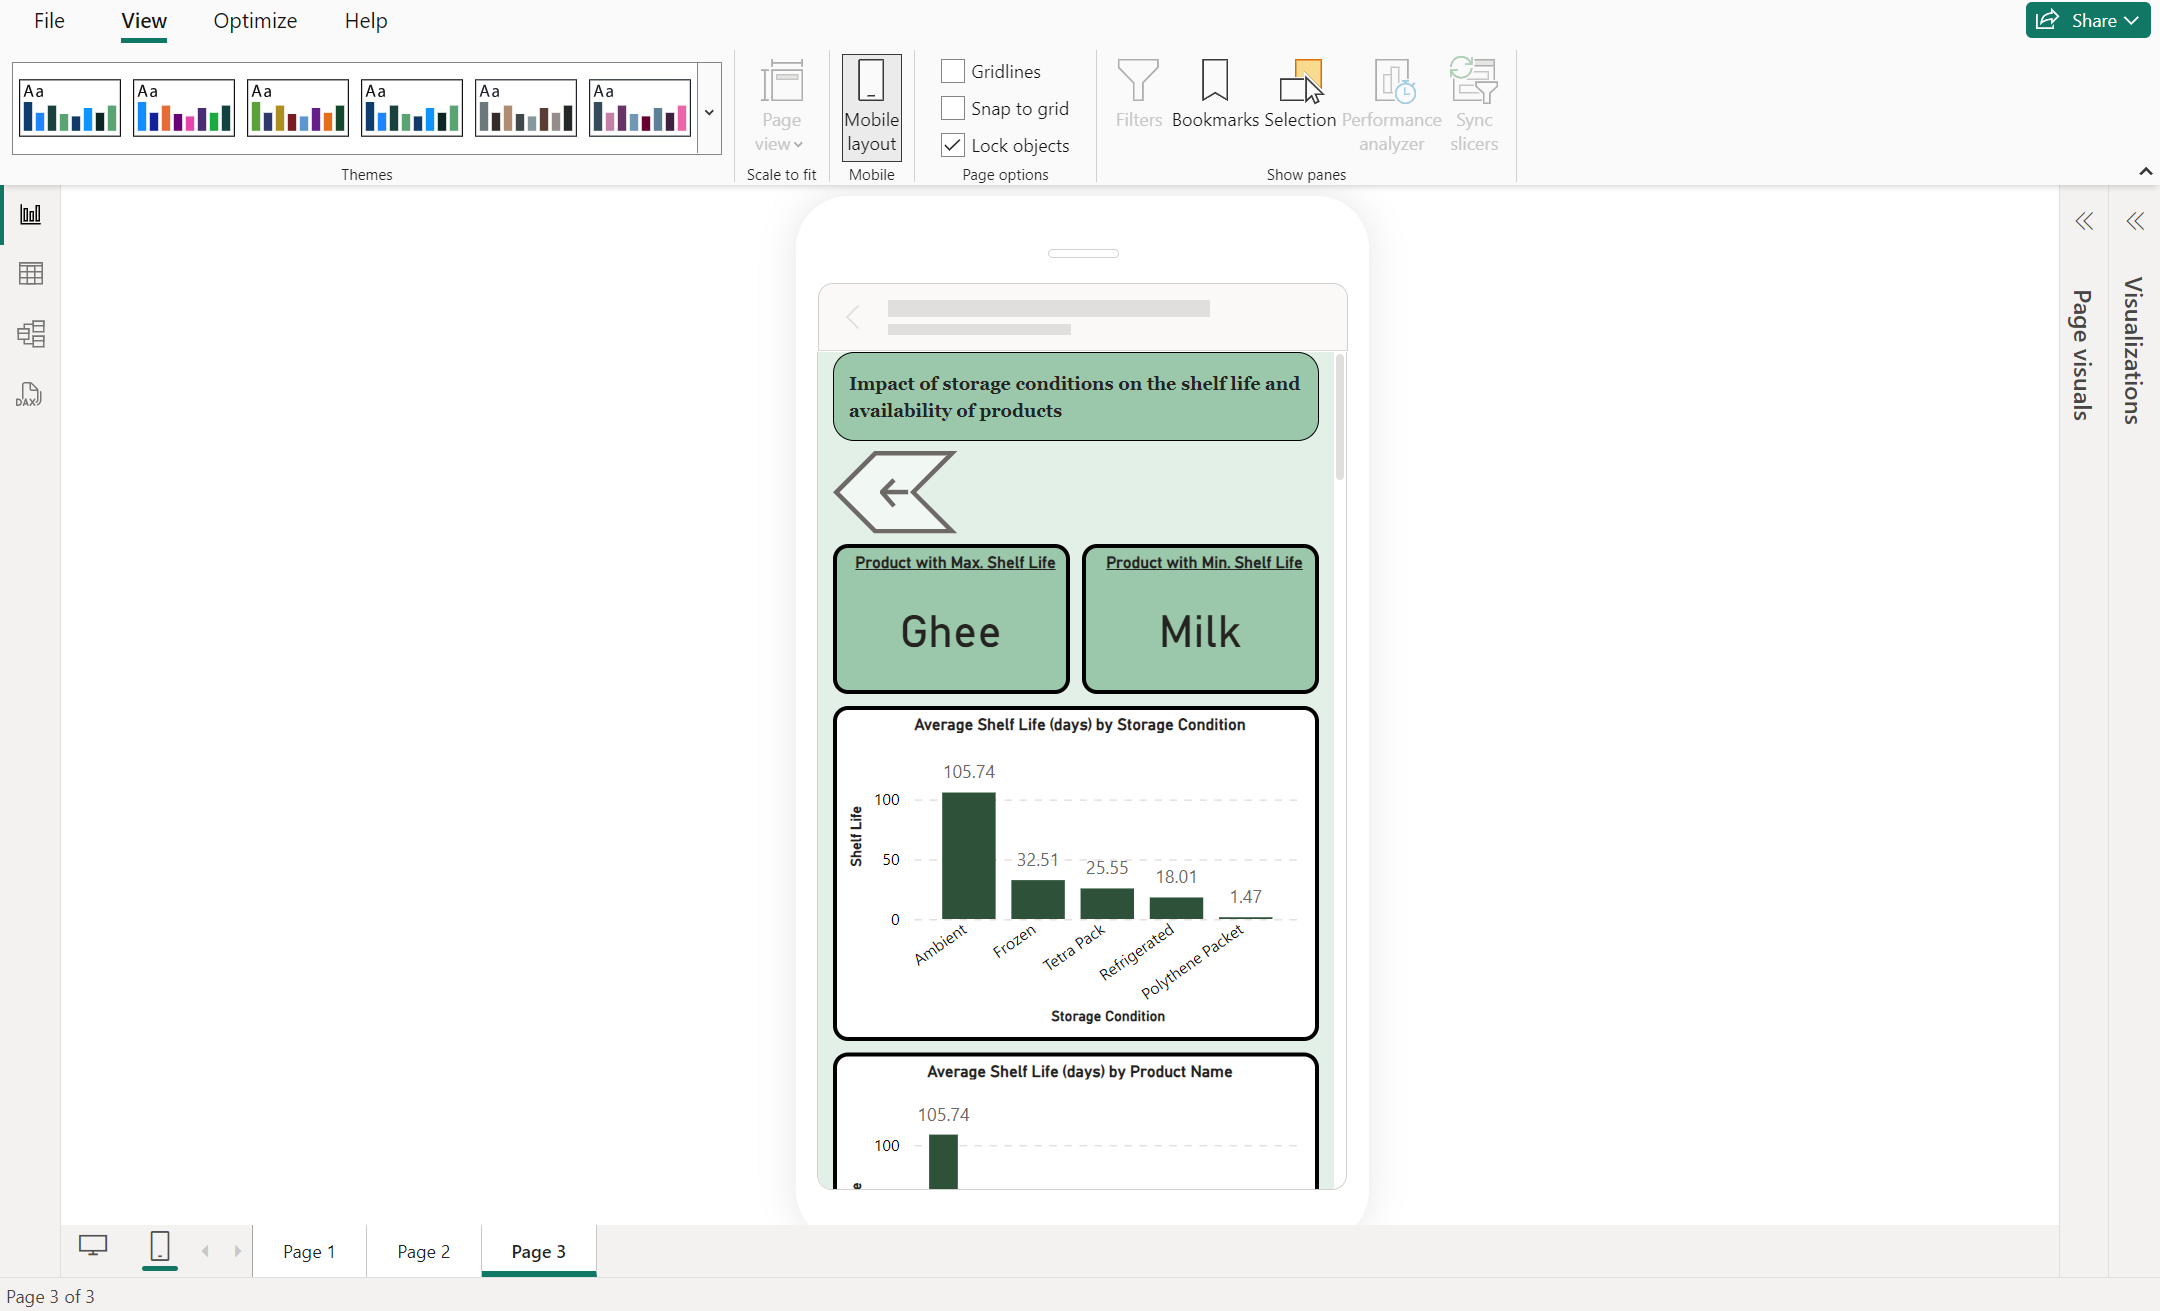 File View Optimize Help
Share
Aa Aa Aa Aa Aa Aa
Themes
Page view
Scale to fit
Mobile layout
Mobile
Gridlines
Snap to grid
Lock objects
Page options
Filters Bookmarks Selection Performance analyzer Sync slicers
Show panes
DAX
Impact of storage conditions on the shelf life and
availability of products
Product with Max. Shelf Life
Ghee
Product with Min. Shelf Life
Milk
Average Shelf Life (days) by Storage Condition
Shelf Life
100
50
0
105.74
32.51
25.55
18.01
1.47
Ambient
Frozen
Tetra Pack
Refrigerated
Polythene Packet
Storage Condition
Average Shelf Life (days) by Product Name
105.74
100
Page visuals
Visualizations
Page 1 Page 2 Page 3
Page 3 of 3